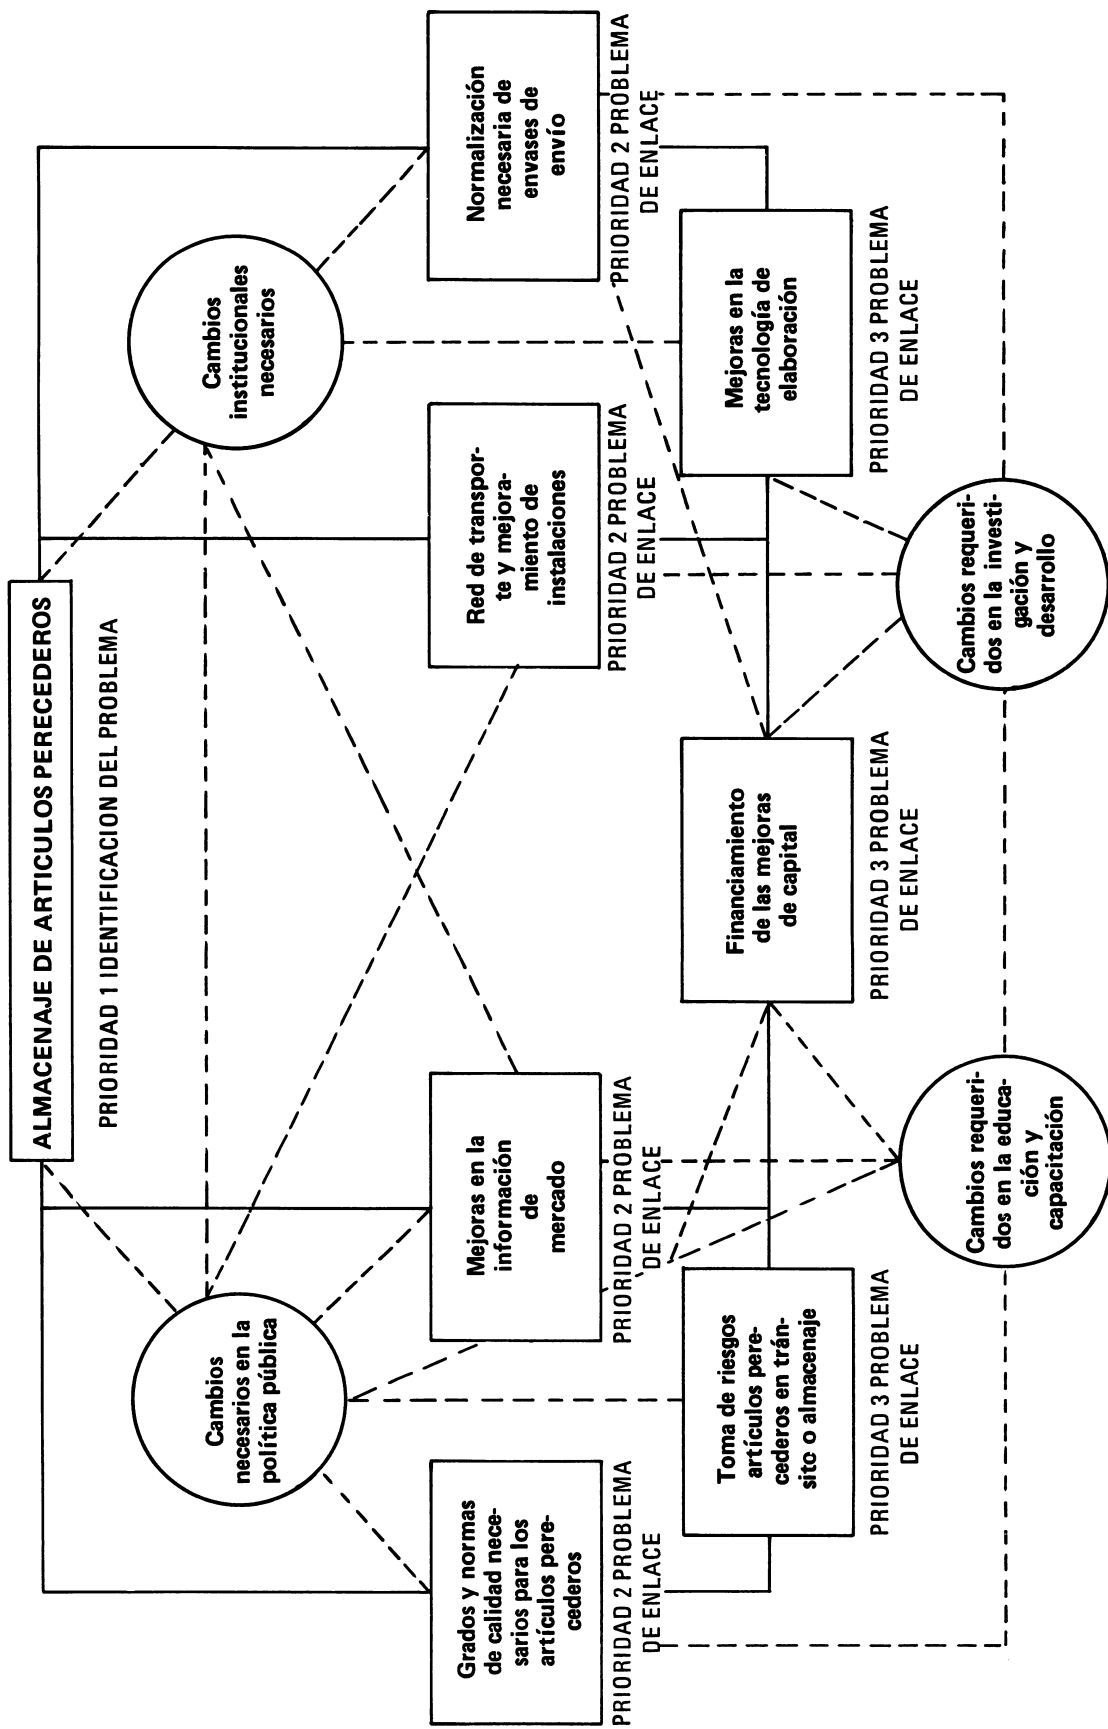 ALMACENAJE DE ARTICULOS PERECEDEROS
PRIORIDAD 1 IDENTIFICACION DEL PROBLEMA
Cambios
necesarios en la
política pública
Cambios
institucionales
necesarios
Grados y normas
de calidad nece-
sarios para los
artículos pere-
cederos
PRIORIDAD 2 PROBLEMA
DE ENLACE
Mejoras en la
información
de
mercado
PRIORIDAD 2 PROBLEMA
DE ENLACE
Red de transpor-
te y mejora-
miento de
instalaciones
PRIORIDAD 2 PROBLEMA
DE ENLACE
Normalización
necesaria de
envases de
envío
PRIORIDAD 2 PROBLEMA
DE ENLACE
Toma de riesgos
artículos pere-
cederos en trán-
sito o almacenaje
PRIORIDAD 3 PROBLEMA
DE ENLACE
Financiamiento
de las mejoras
de capital
PRIORIDAD 3 PROBLEMA
DE ENLACE
Mejoras en la
tecnología de
elaboración
PRIORIDAD 3 PROBLEMA
DE ENLACE
Cambios requeri-
dos en la educa-
ción y
capacitación
Cambios requeri-
dos en la investi-
gación y
desarrollo